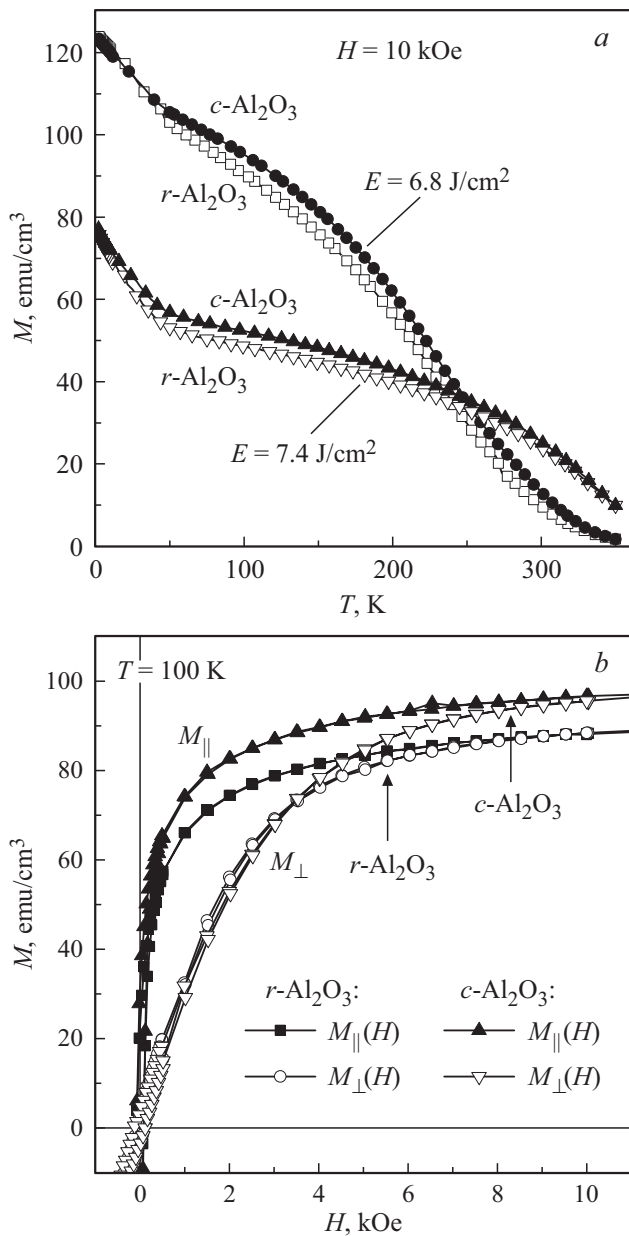 a
H = 10 kOe
120
100
80
60
40
20
0
M, emu/cm³
c-Al₂O₃
r-Al₂O₃
E = 6.8 J/cm²
c-Al₂O₃
r-Al₂O₃
E = 7.4 J/cm²
0 100 200 300
T, K
b
T = 100 K
100
80
60
40
20
0
M, emu/cm³
M∥
M⊥
c-Al₂O₃
r-Al₂O₃
r-Al₂O₃: c-Al₂O₃:
M∥(H) M∥(H)
M⊥(H) M⊥(H)
0 2 4 6 8 10
H, kOe